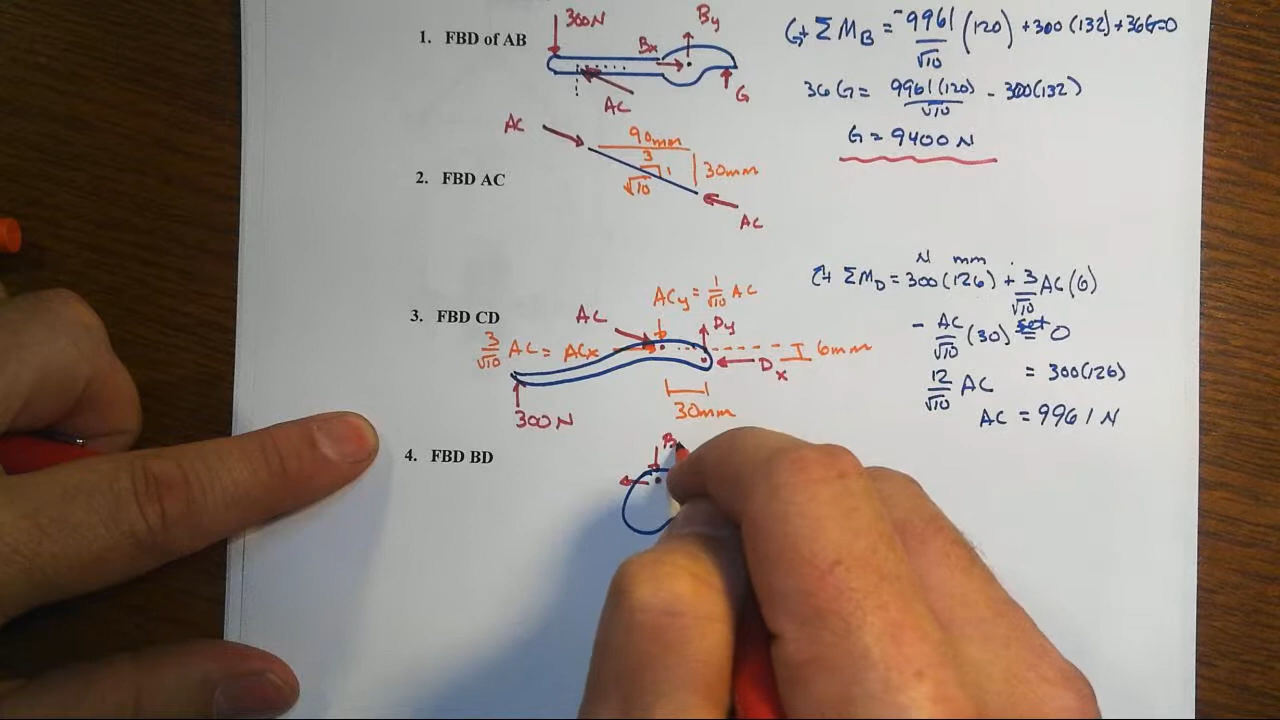 1. FBD of AB
300N
By
Bx
AC
G
↺+ ΣM_B = -9961/√10 (120) + 300(132) + 36G=0
36G = 9961(120)/√10 - 300(132)
G = 9400 N
2. FBD AC
AC
90mm
3
1
√10
30mm
AC
3. FBD CD
ACy = 1/√10 AC
AC
3/√10 AC = ACx
Dy
Dx
6mm
30mm
300N
N mm
↺+ ΣM_D = 300(126) + 3/√10 AC(6)
- AC/√10 (30) set= 0
12/√10 AC = 300(126)
AC = 9961 N
4. FBD BD